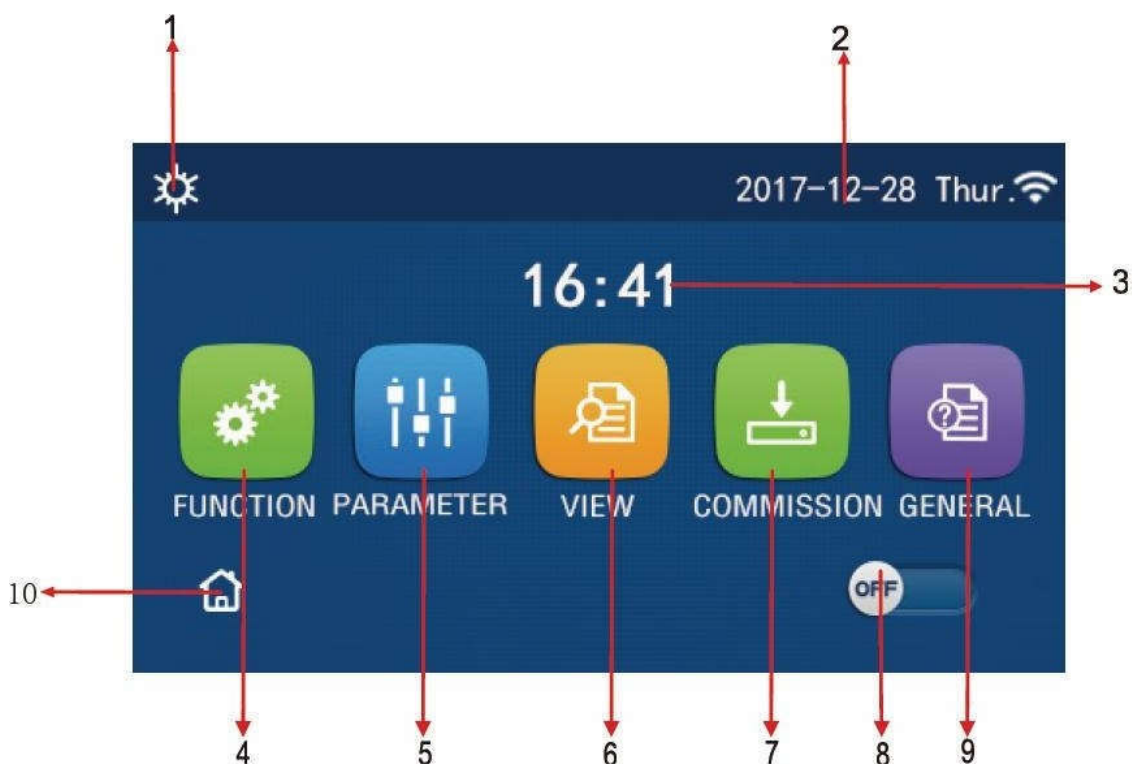 1
2
2017-12-28 Thur.
16:41
3
FUNCTION PARAMETER VIEW COMMISSION GENERAL
10
OFF
4 5 6 7 8 9